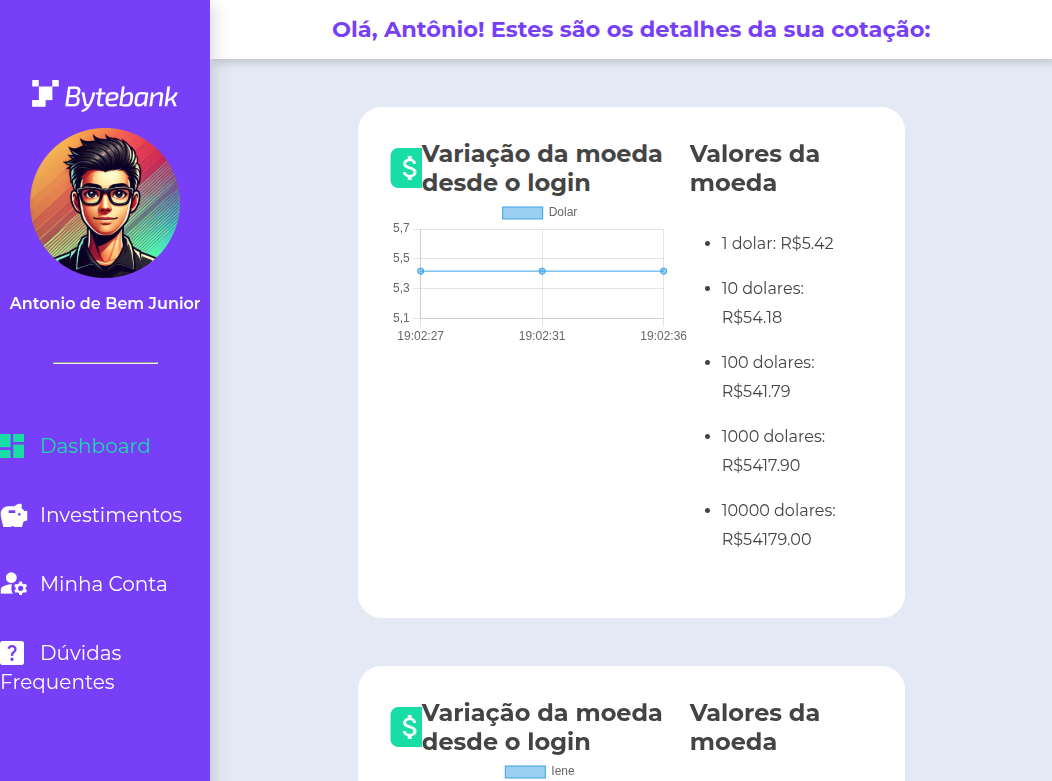 Bytebank
Antonio de Bem Junior
Dashboard
Investimentos
Minha Conta
Dúvidas
Frequentes
Olá, Antônio! Estes são os detalhes da sua cotação:
Variação da moeda
desde o login
Dolar
5,7
5,5
5,3
5,1
19:02:27 19:02:31 19:02:36
Valores da
moeda
1 dolar: R$5.42
10 dolares:
R$54.18
100 dolares:
R$541.79
1000 dolares:
R$5417.90
10000 dolares:
R$54179.00
Variação da moeda
desde o login
Iene
Valores da
moeda